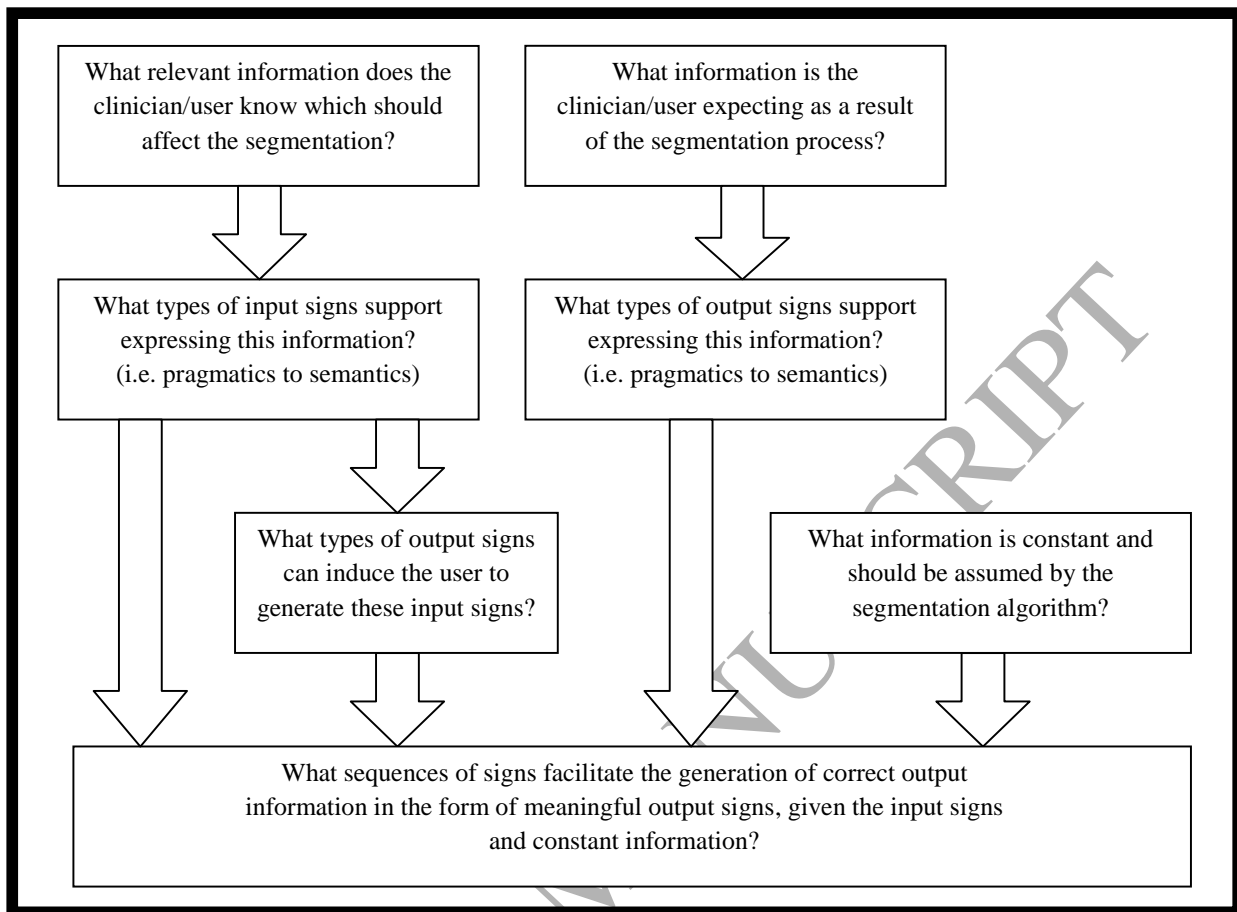 What relevant information does the
clinician/user know which should
affect the segmentation?
What information is the
clinician/user expecting as a result
of the segmentation process?
What types of input signs support
expressing this information?
(i.e. pragmatics to semantics)
What types of output signs support
expressing this information?
(i.e. pragmatics to semantics)
What types of output signs
can induce the user to
generate these input signs?
What information is constant and
should be assumed by the
segmentation algorithm?
What sequences of signs facilitate the generation of correct output
information in the form of meaningful output signs, given the input signs
and constant information?